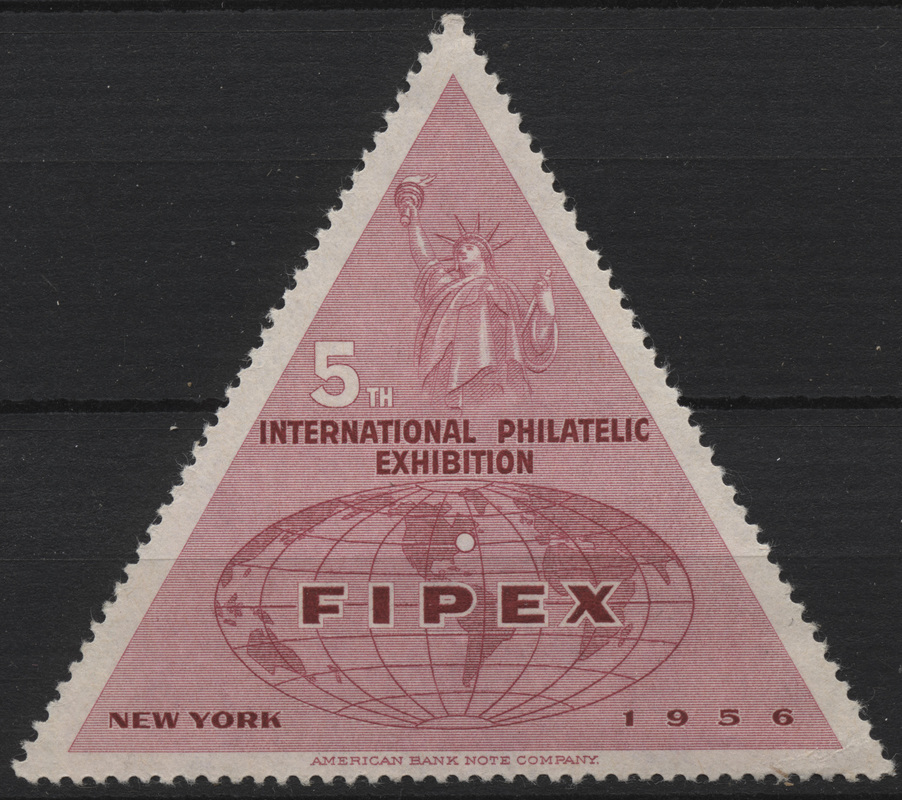 5TH
INTERNATIONAL PHILATELIC
EXHIBITION
FIPEX
NEW YORK 1956
AMERICAN BANK NOTE COMPANY.